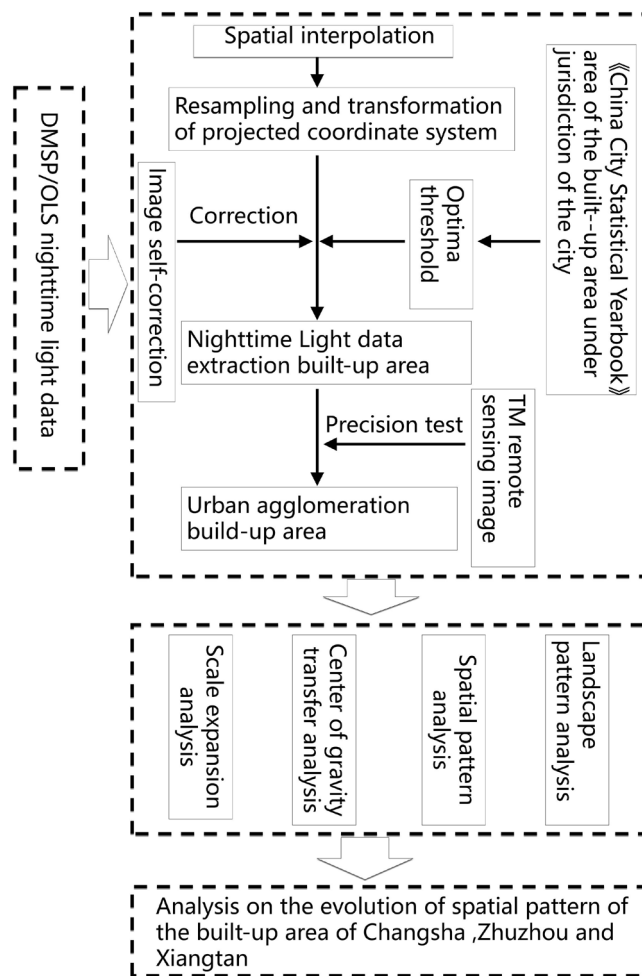 DMSP/OLS nighttime light data
Spatial interpolation
Resampling and transformation
of projected coordinate system
Image self-correction
Correction
Optima
threshold
《China City Statistical Yearbook》
area of the built--up area under
jurisdiction of the city
Nighttime Light data
extraction built-up area
Precision test
TM remote
sensing image
Urban agglomeration
build-up area
Scale expansion
analysis
Center of gravity
transfer analysis
Spatial pattern
analysis
Landscape
pattern analysis
Analysis on the evolution of spatial pattern of
the built-up area of Changsha ,Zhuzhou and
Xiangtan